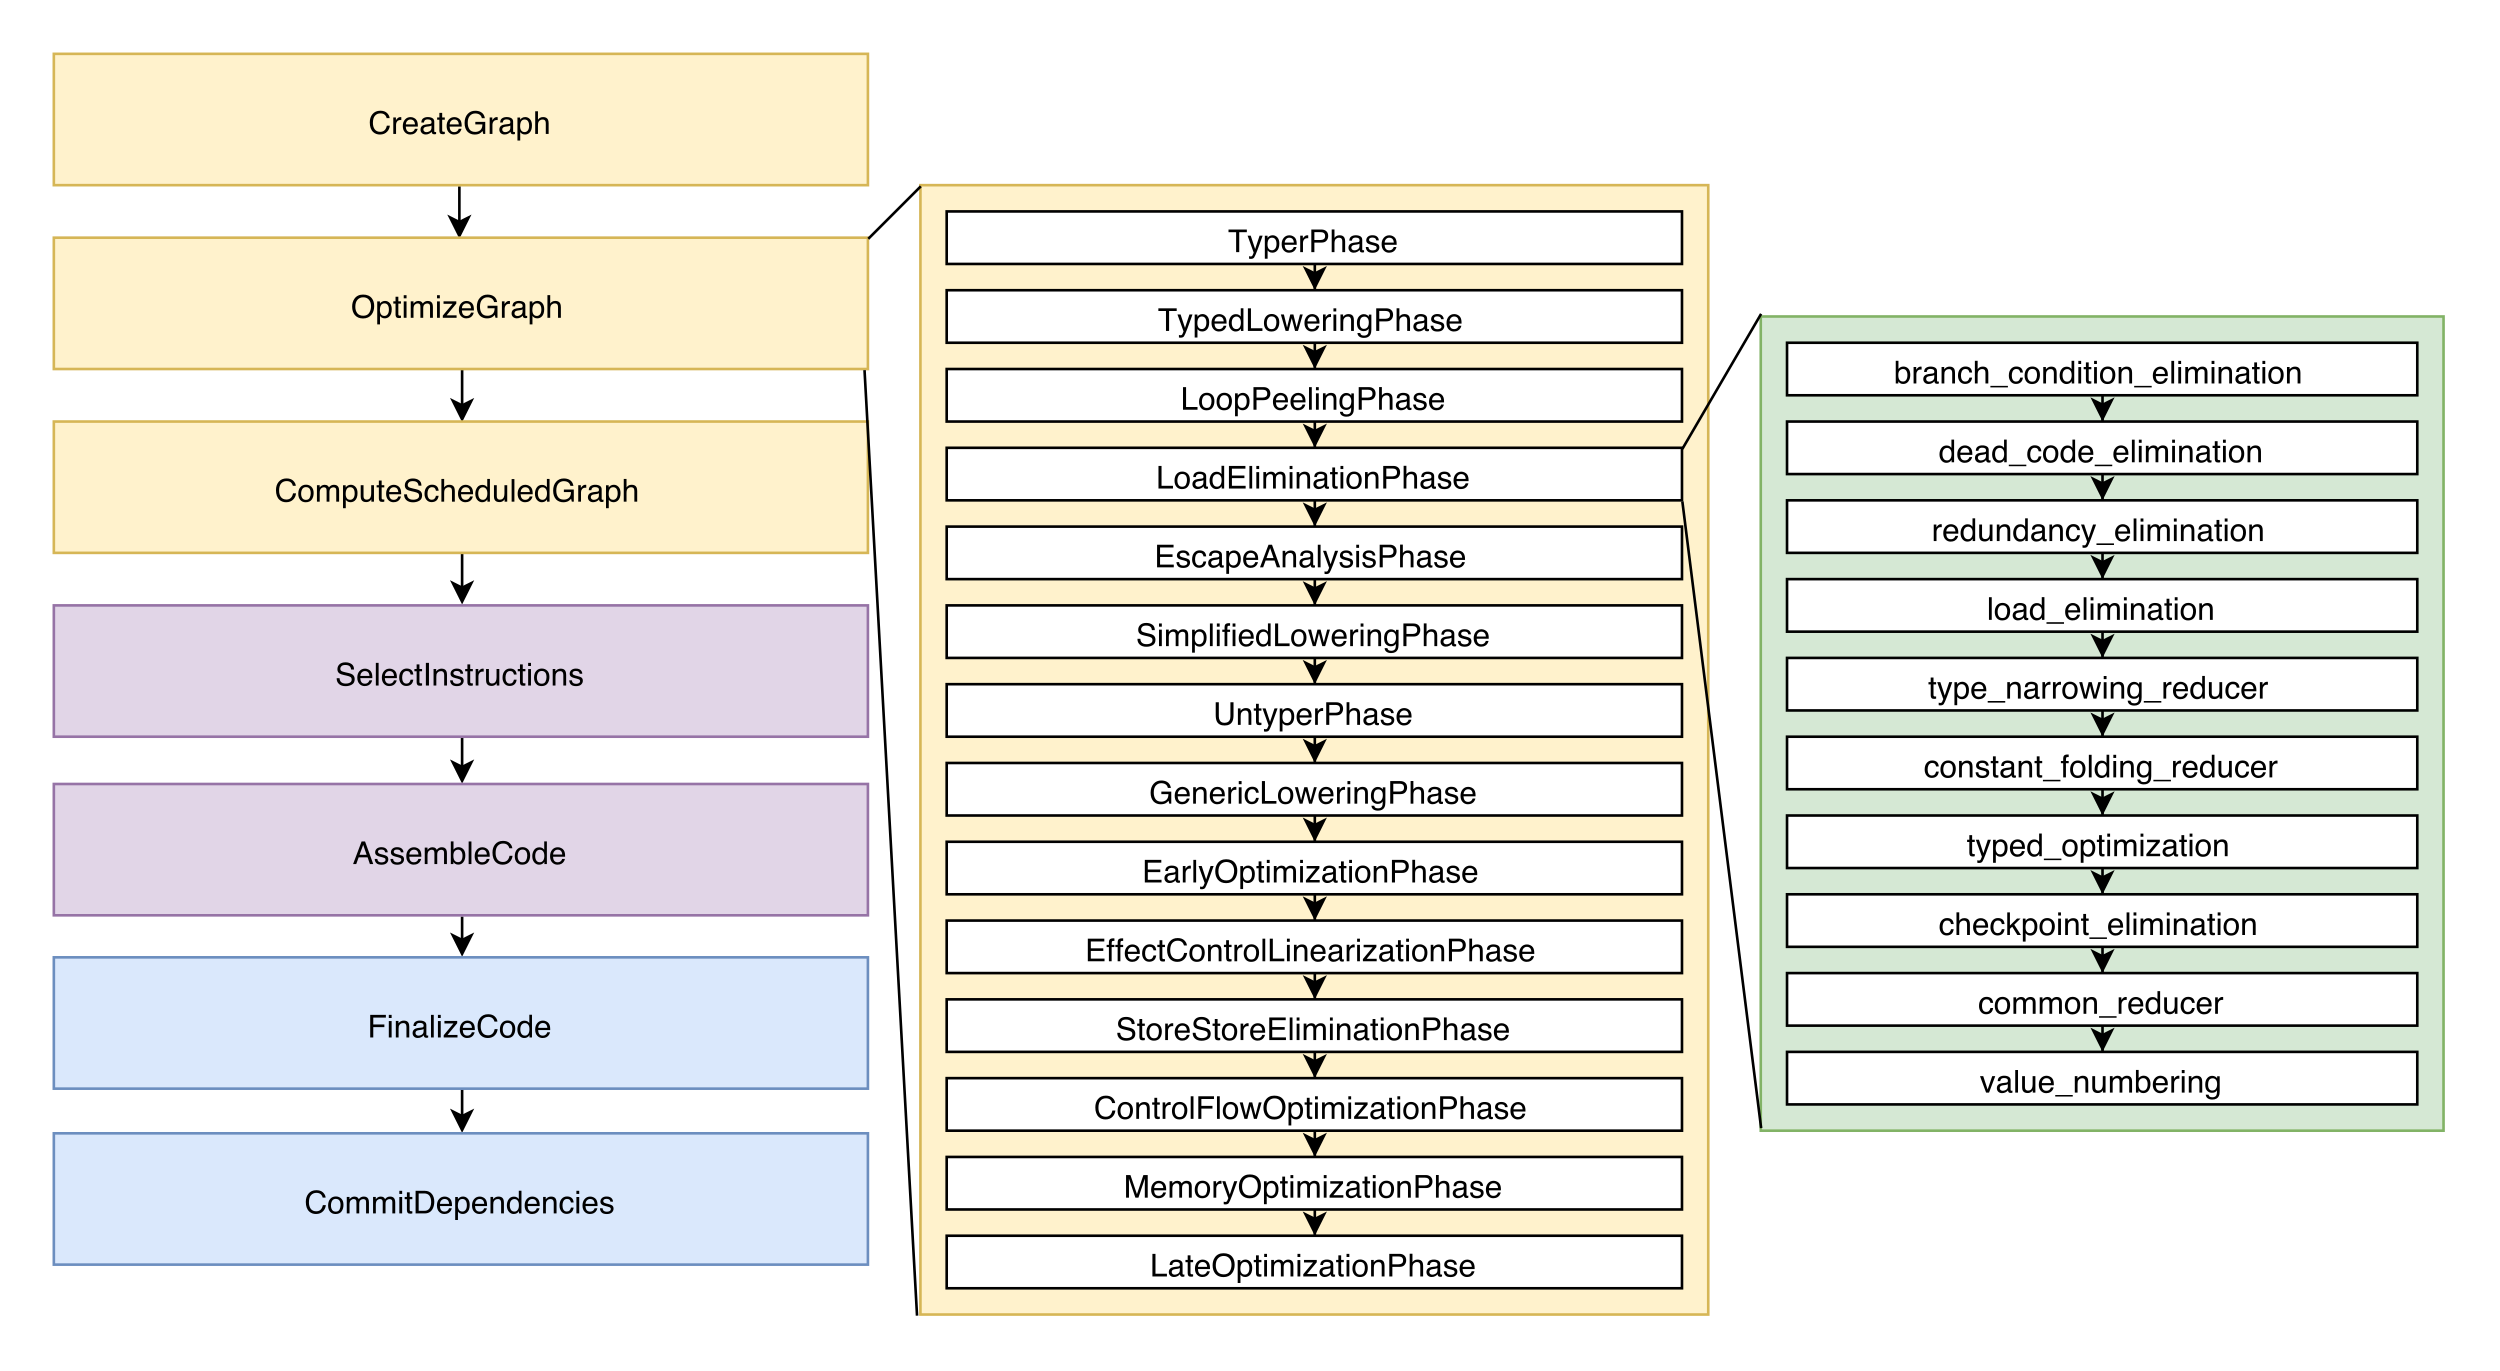 CreateGraph
OptimizeGraph
ComputeScheduledGraph
SelectInstructions
AssembleCode
FinalizeCode
CommitDependencies
TyperPhase
TypedLoweringPhase
LoopPeelingPhase
LoadEliminationPhase
EscapeAnalysisPhase
SimplifiedLoweringPhase
UntyperPhase
GenericLoweringPhase
EarlyOptimizationPhase
EffectControlLinearizationPhase
StoreStoreEliminationPhase
ControlFlowOptimizationPhase
MemoryOptimizationPhase
LateOptimizationPhase
branch_condition_elimination
dead_code_elimination
redundancy_elimination
load_elimination
type_narrowing_reducer
constant_folding_reducer
typed_optimization
checkpoint_elimination
common_reducer
value_numbering